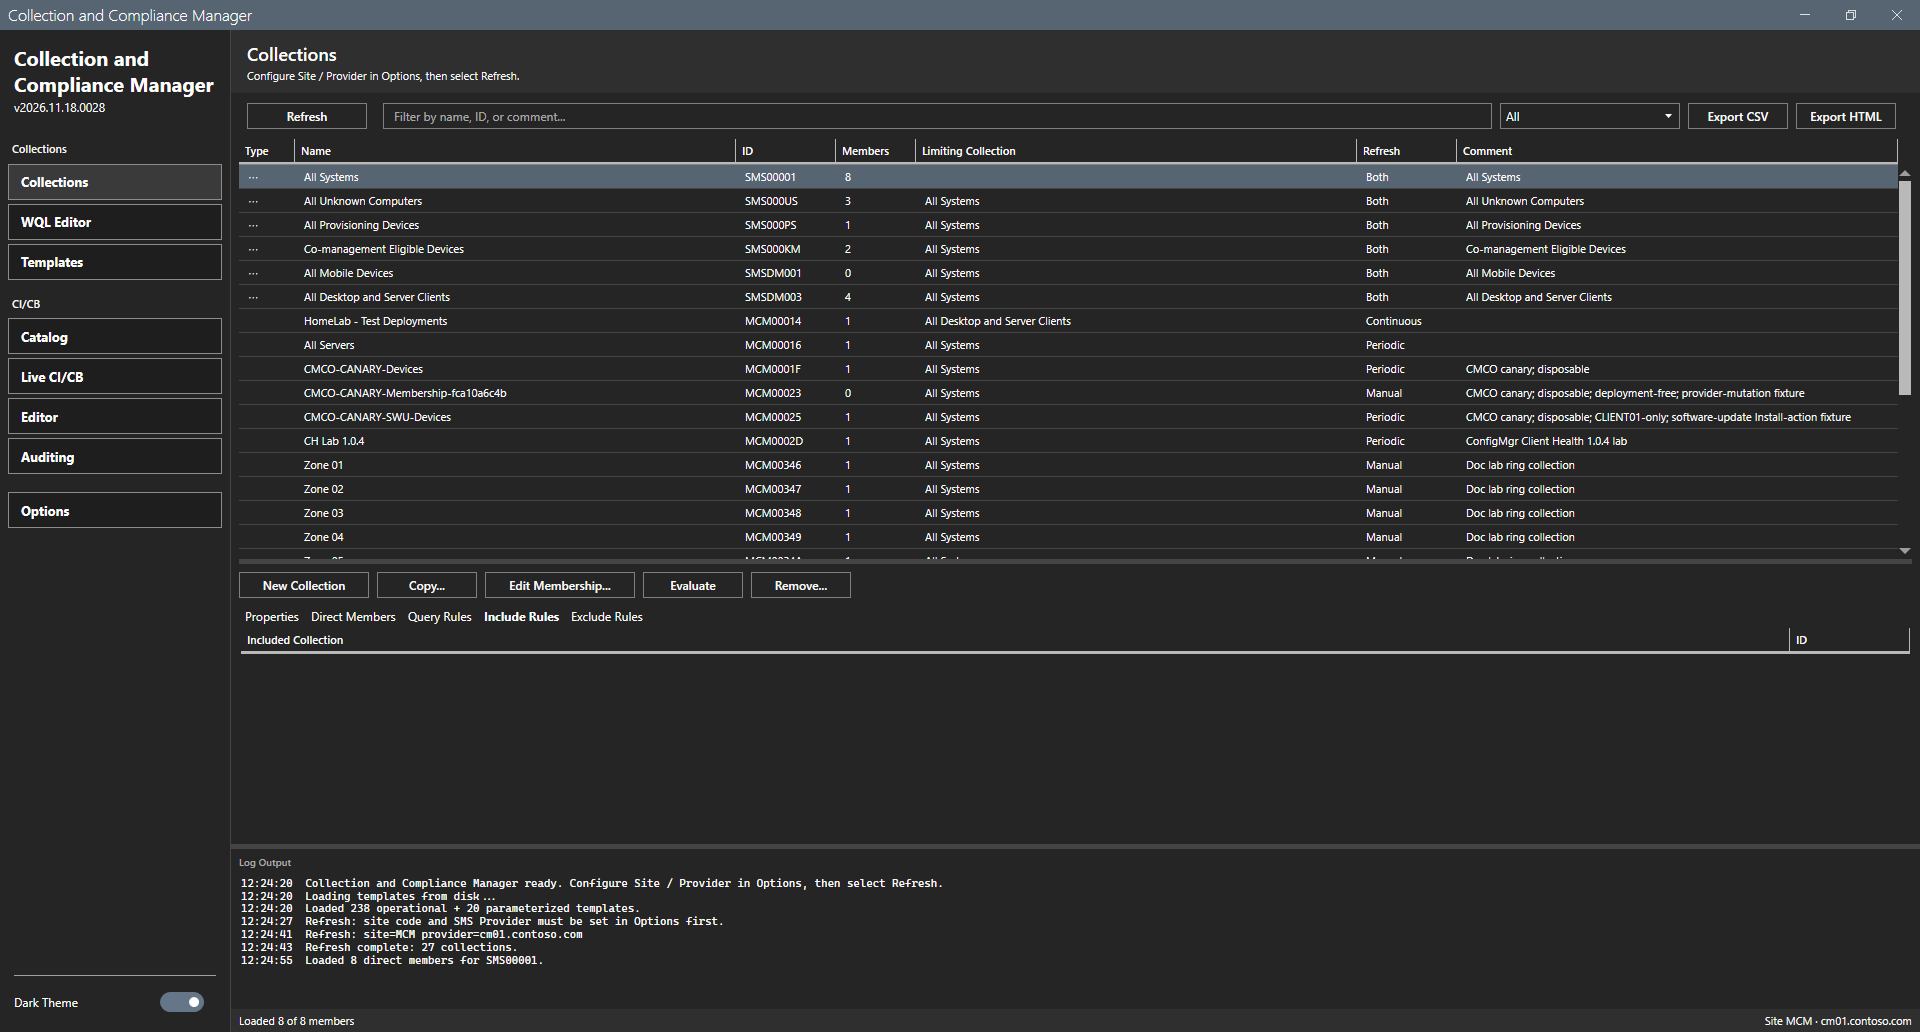 Collection and Compliance Manager
Collection and
Compliance Manager
v2026.11.18.0028
Collections
Collections
WQL Editor
Templates
CI/CB
Catalog
Live CI/CB
Editor
Auditing
Options
Dark Theme
Collections
Configure Site / Provider in Options, then select Refresh.
Refresh
Filter by name, ID, or comment...
All
Export CSV
Export HTML
Type Name ID Members Limiting Collection Refresh Comment
... All Systems SMS00001 8 Both All Systems
... All Unknown Computers SMS000US 3 All Systems Both All Unknown Computers
... All Provisioning Devices SMS000PS 1 All Systems Both All Provisioning Devices
... Co-management Eligible Devices SMS000KM 2 All Systems Both Co-management Eligible Devices
... All Mobile Devices SMSDM001 0 All Systems Both All Mobile Devices
... All Desktop and Server Clients SMSDM003 4 All Systems Both All Desktop and Server Clients
HomeLab - Test Deployments MCM00014 1 All Desktop and Server Clients Continuous
All Servers MCM00016 1 All Systems Periodic
CMCO-CANARY-Devices MCM0001F 1 All Systems Periodic CMCO canary; disposable
CMCO-CANARY-Membership-fca10a6c4b MCM00023 0 All Systems Manual CMCO canary; disposable; deployment-free; provider-mutation fixture
CMCO-CANARY-SWU-Devices MCM00025 1 All Systems Periodic CMCO canary; disposable; CLIENT01-only; software-update Install-action fixture
CH Lab 1.0.4 MCM0002D 1 All Systems Periodic ConfigMgr Client Health 1.0.4 lab
Zone 01 MCM00346 1 All Systems Manual Doc lab ring collection
Zone 02 MCM00347 1 All Systems Manual Doc lab ring collection
Zone 03 MCM00348 1 All Systems Manual Doc lab ring collection
Zone 04 MCM00349 1 All Systems Manual Doc lab ring collection
New Collection
Copy...
Edit Membership...
Evaluate
Remove...
Properties Direct Members Query Rules Include Rules Exclude Rules
Included Collection ID
Log Output
12:24:20 Collection and Compliance Manager ready. Configure Site / Provider in Options, then select Refresh.
12:24:20 Loading templates from disk...
12:24:20 Loaded 238 operational + 20 parameterized templates.
12:24:27 Refresh: site code and SMS Provider must be set in Options first.
12:24:41 Refresh: site=MCM provider=cm01.contoso.com
12:24:43 Refresh complete: 27 collections.
12:24:55 Loaded 8 direct members for SMS00001.
Loaded 8 of 8 members
Site MCM · cm01.contoso.com